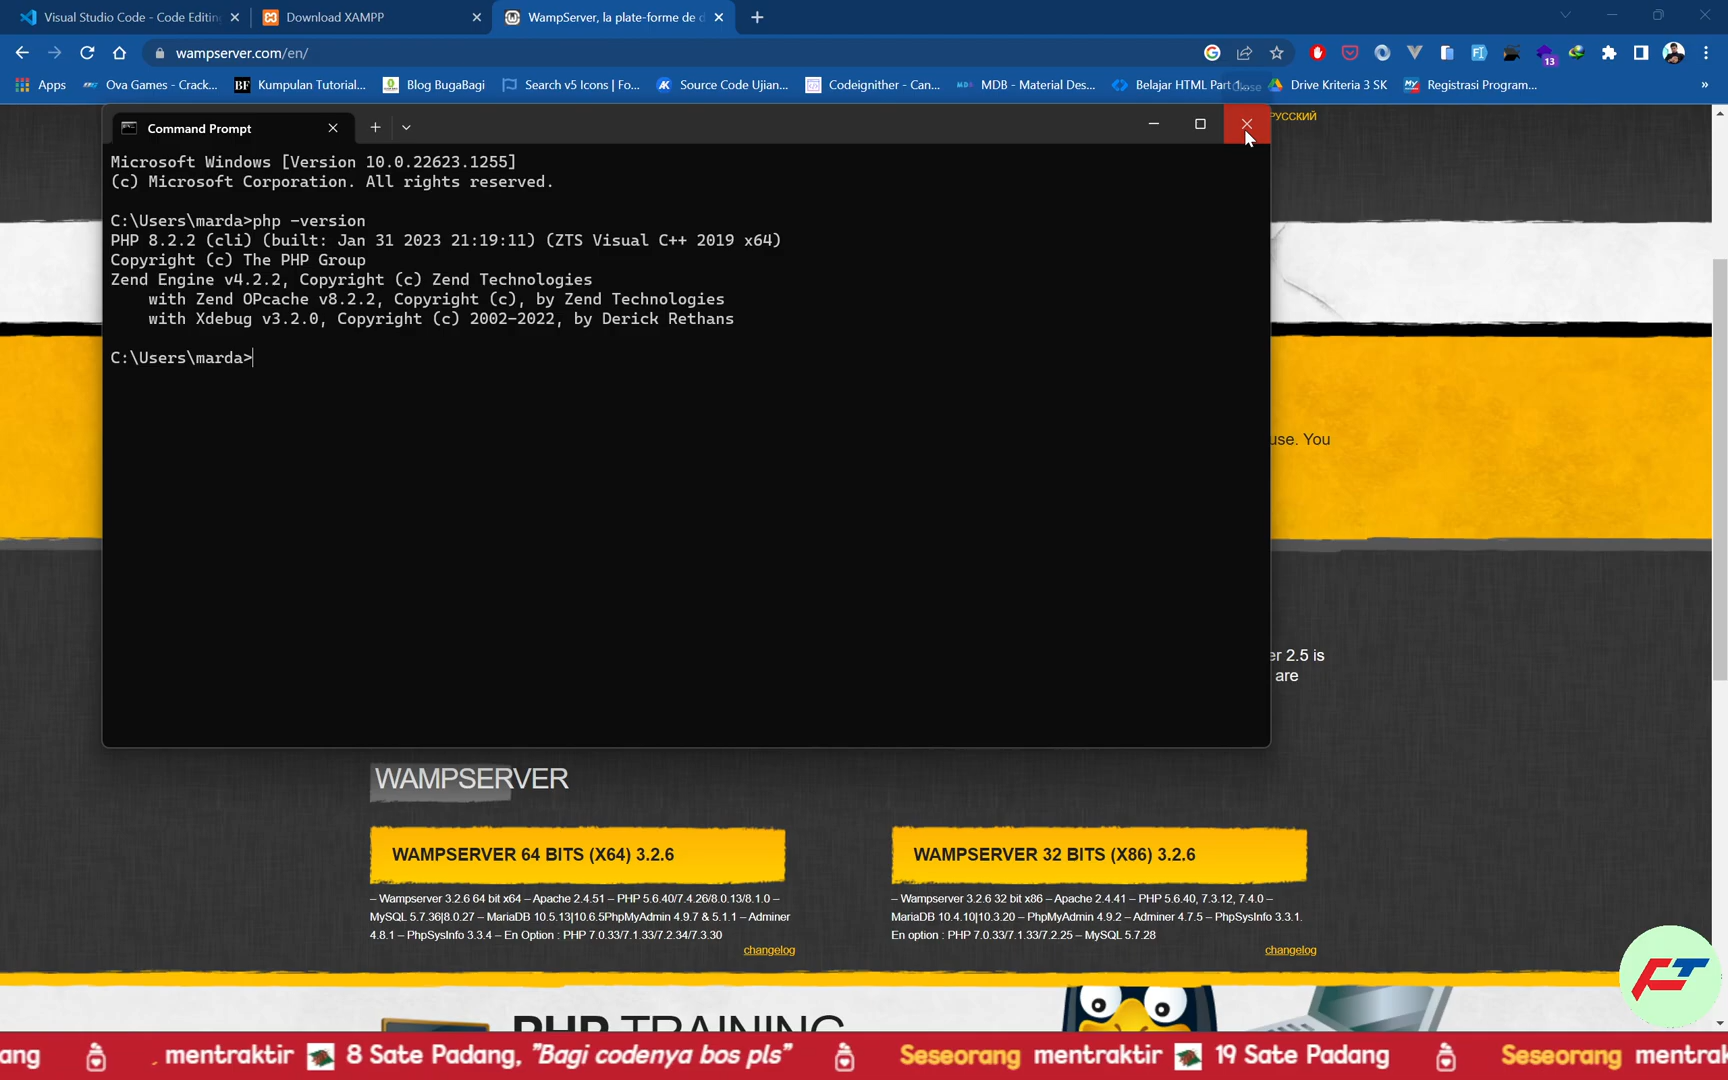 Visual Studio Code - Code Editin
Download XAMPP
WampServer, la plate-forme de d
wampserver.com/en/
13
Apps
Ova Games - Crack...
BF
Kumpulan Tutorial...
Blog BugaBagi
Search v5 Icons | Fo...
Source Code Ujian...
Codeignither - Can...
MDB - Material Des...
Belajar HTML Part 1...
Close
Drive Kriteria 3 SK
Registrasi Program...
»
Command Prompt
РУССКИЙ
Microsoft Windows [Version 10.0.22623.1255]
(c) Microsoft Corporation. All rights reserved.
C:\Users\marda>php -version
PHP 8.2.2 (cli) (built: Jan 31 2023 21:19:11) (ZTS Visual C++ 2019 x64)
Copyright (c) The PHP Group
Zend Engine v4.2.2, Copyright (c) Zend Technologies
with Zend OPcache v8.2.2, Copyright (c), by Zend Technologies
with Xdebug v3.2.0, Copyright (c) 2002-2022, by Derick Rethans
C:\Users\marda>
use. You
er 2.5 is
are
WAMPSERVER
WAMPSERVER 64 BITS (X64) 3.2.6
– Wampserver 3.2.6 64 bit x64 – Apache 2.4.51 – PHP 5.6.40/7.4.26/8.0.13/8.1.0 –
MySQL 5.7.36|8.0.27 – MariaDB 10.5.13|10.6.5PhpMyAdmin 4.9.7 & 5.1.1 – Adminer
4.8.1 – PhpSysInfo 3.3.4 – En Option : PHP 7.0.33/7.1.33/7.2.34/7.3.30
changelog
WAMPSERVER 32 BITS (X86) 3.2.6
– Wampserver 3.2.6 32 bit x86 – Apache 2.4.41 – PHP 5.6.40, 7.3.12, 7.4.0 –
MariaDB 10.4.10|10.3.20 – PhpMyAdmin 4.9.2 – Adminer 4.7.5 – PhpSysInfo 3.3.1.
En option : PHP 7.0.33/7.1.33/7.2.25 – MySQL 5.7.28
changelog
PHP TRAINING
FT
ang
mentraktir 8 Sate Padang, "Bagi codenya bos pls"
Seseorang mentraktir 19 Sate Padang
Seseorang mentrak